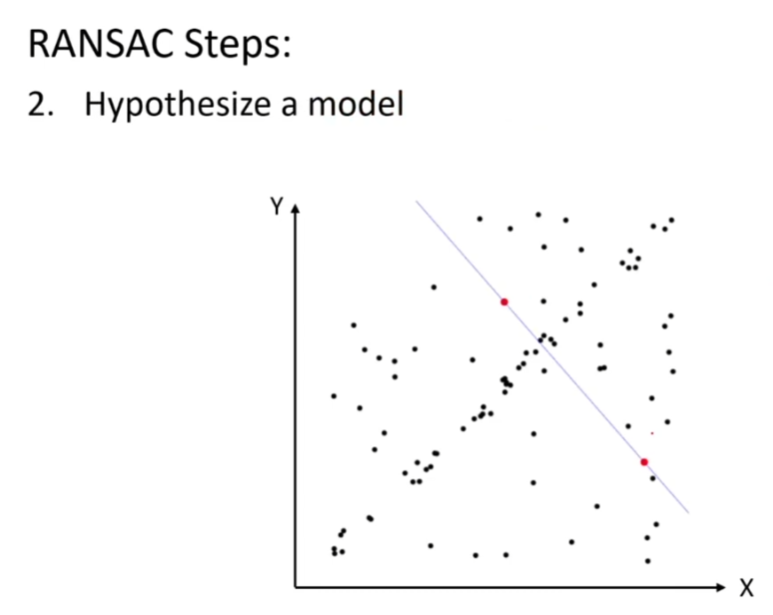 RANSAC Steps:
2. Hypothesize a model
Y
X